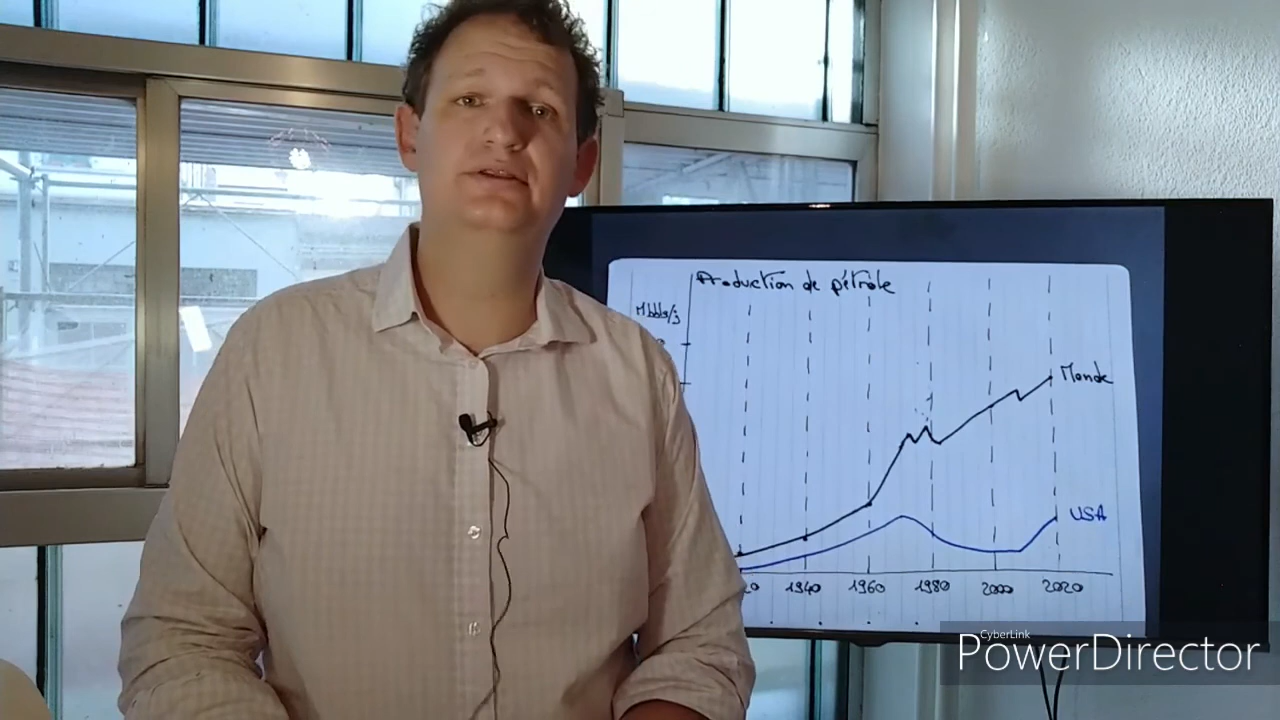 Production de pétrole
Mbbls/j
Monde
USA
1940 1960 1980 2000 2020
CyberLink
PowerDirector